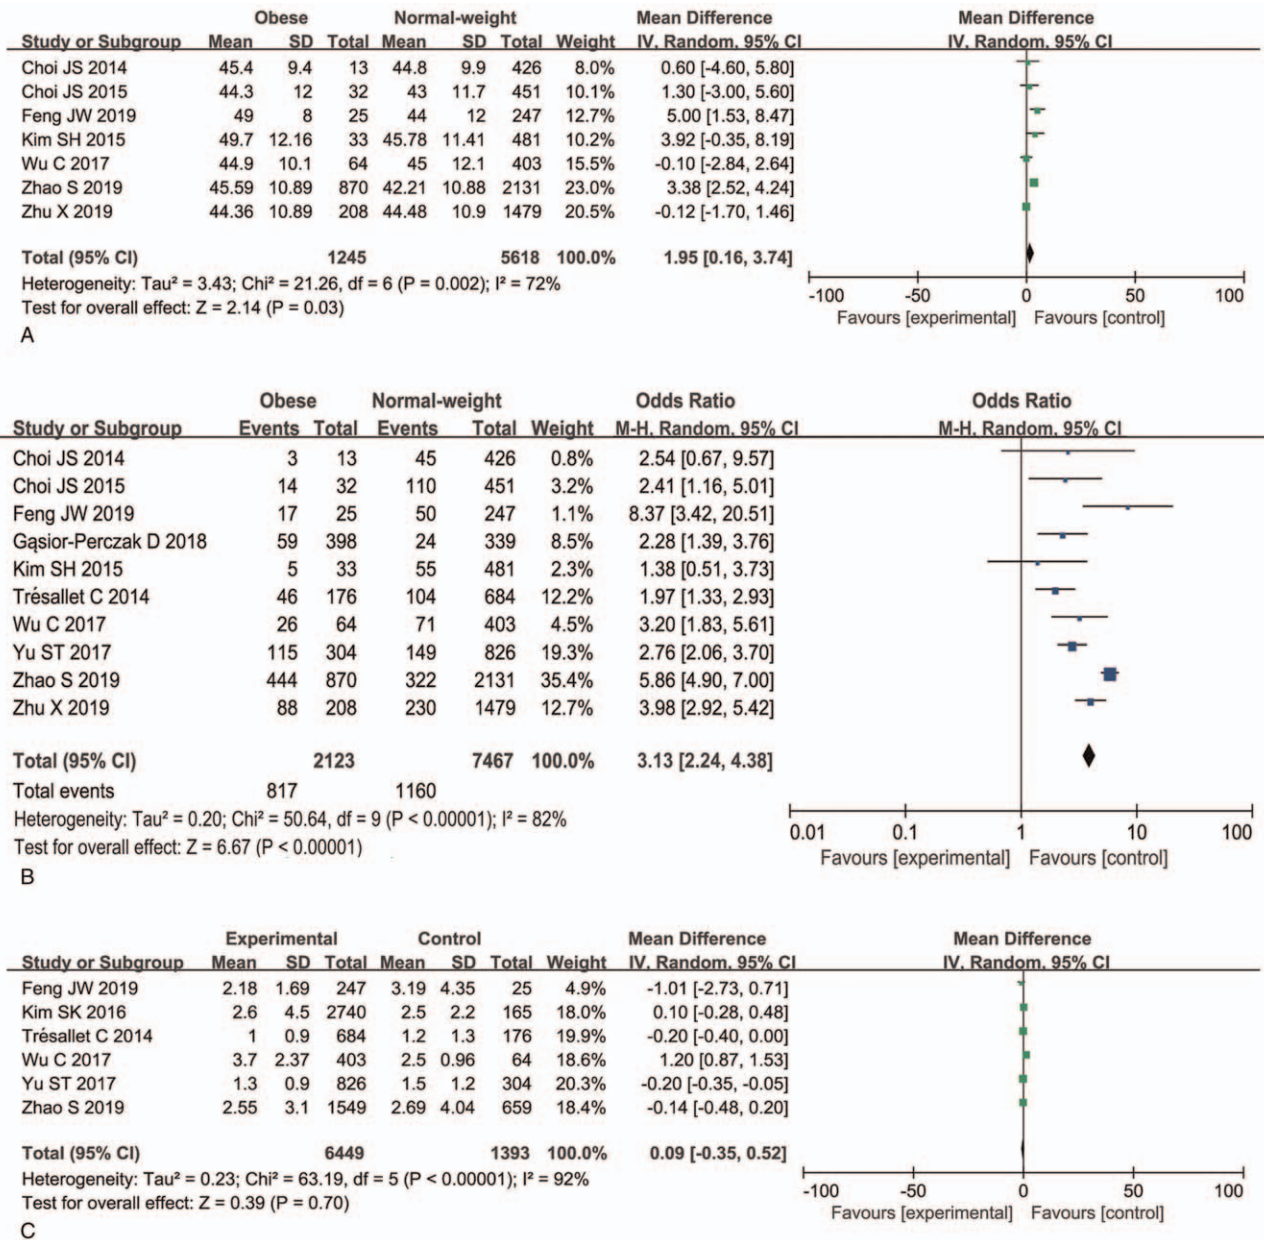 Obese Normal-weight Mean Difference Mean Difference
Study or Subgroup Mean SD Total Mean SD Total Weight IV, Random, 95% CI IV, Random, 95% CI
Choi JS 2014 45.4 9.4 13 44.8 9.9 426 8.0% 0.60 [-4.60, 5.80]
Choi JS 2015 44.3 12 32 43 11.7 451 10.1% 1.30 [-3.00, 5.60]
Feng JW 2019 49 8 25 44 12 247 12.7% 5.00 [1.53, 8.47]
Kim SH 2015 49.7 12.16 33 45.78 11.41 481 10.2% 3.92 [-0.35, 8.19]
Wu C 2017 44.9 10.1 64 45 12.1 403 15.5% -0.10 [-2.84, 2.64]
Zhao S 2019 45.59 10.89 870 42.21 10.88 2131 23.0% 3.38 [2.52, 4.24]
Zhu X 2019 44.36 10.89 208 44.48 10.9 1479 20.5% -0.12 [-1.70, 1.46]
Total (95% CI) 1245 5618 100.0% 1.95 [0.16, 3.74]
Heterogeneity: Tau² = 3.43; Chi² = 21.26, df = 6 (P = 0.002); I² = 72%
Test for overall effect: Z = 2.14 (P = 0.03)
-100 -50 0 50 100
Favours [experimental] Favours [control]
A
Obese Normal-weight Odds Ratio Odds Ratio
Study or Subgroup Events Total Events Total Weight M-H, Random, 95% CI M-H, Random, 95% CI
Choi JS 2014 3 13 45 426 0.8% 2.54 [0.67, 9.57]
Choi JS 2015 14 32 110 451 3.2% 2.41 [1.16, 5.01]
Feng JW 2019 17 25 50 247 1.1% 8.37 [3.42, 20.51]
Gąsior-Perczak D 2018 59 398 24 339 8.5% 2.28 [1.39, 3.76]
Kim SH 2015 5 33 55 481 2.3% 1.38 [0.51, 3.73]
Trésallet C 2014 46 176 104 684 12.2% 1.97 [1.33, 2.93]
Wu C 2017 26 64 71 403 4.5% 3.20 [1.83, 5.61]
Yu ST 2017 115 304 149 826 19.3% 2.76 [2.06, 3.70]
Zhao S 2019 444 870 322 2131 35.4% 5.86 [4.90, 7.00]
Zhu X 2019 88 208 230 1479 12.7% 3.98 [2.92, 5.42]
Total (95% CI) 2123 7467 100.0% 3.13 [2.24, 4.38]
Total events 817 1160
Heterogeneity: Tau² = 0.20; Chi² = 50.64, df = 9 (P < 0.00001); I² = 82%
Test for overall effect: Z = 6.67 (P < 0.00001)
0.01 0.1 1 10 100
Favours [experimental] Favours [control]
B
Experimental Control Mean Difference Mean Difference
Study or Subgroup Mean SD Total Mean SD Total Weight IV, Random, 95% CI IV, Random, 95% CI
Feng JW 2019 2.18 1.69 247 3.19 4.35 25 4.9% -1.01 [-2.73, 0.71]
Kim SK 2016 2.6 4.5 2740 2.5 2.2 165 18.0% 0.10 [-0.28, 0.48]
Trésallet C 2014 1 0.9 684 1.2 1.3 176 19.9% -0.20 [-0.40, 0.00]
Wu C 2017 3.7 2.37 403 2.5 0.96 64 18.6% 1.20 [0.87, 1.53]
Yu ST 2017 1.3 0.9 826 1.5 1.2 304 20.3% -0.20 [-0.35, -0.05]
Zhao S 2019 2.55 3.1 1549 2.69 4.04 659 18.4% -0.14 [-0.48, 0.20]
Total (95% CI) 6449 1393 100.0% 0.09 [-0.35, 0.52]
Heterogeneity: Tau² = 0.23; Chi² = 63.19, df = 5 (P < 0.00001); I² = 92%
Test for overall effect: Z = 0.39 (P = 0.70)
-100 -50 0 50 100
Favours [experimental] Favours [control]
C